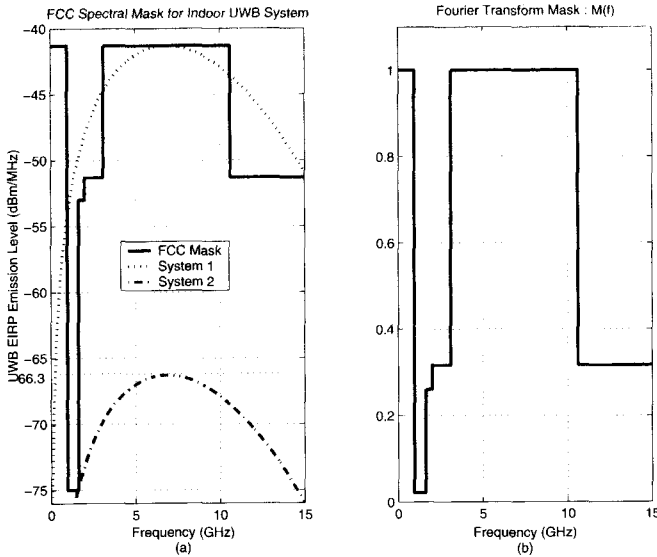 FCC Spectral Mask for Indoor UWB System
-40
-45
-50
-55
-60
-65
-66.3
-70
-75
UWB EIRP Emission Level (dBm/MHz)
FCC Mask
System 1
System 2
0
5
10
15
Frequency (GHz)
(a)
Fourier Transform Mask : M(f)
1
0.8
0.6
0.4
0.2
0
0
5
10
15
Frequency (GHz)
(b)